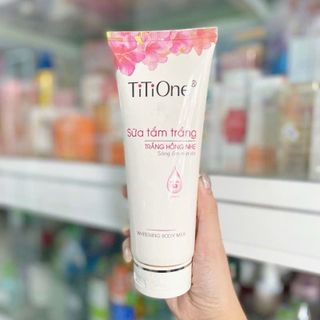 TiTiOne®
Sữa tắm trắng
TRẮNG HỒNG NHẸ
WHITENING BODY MILK